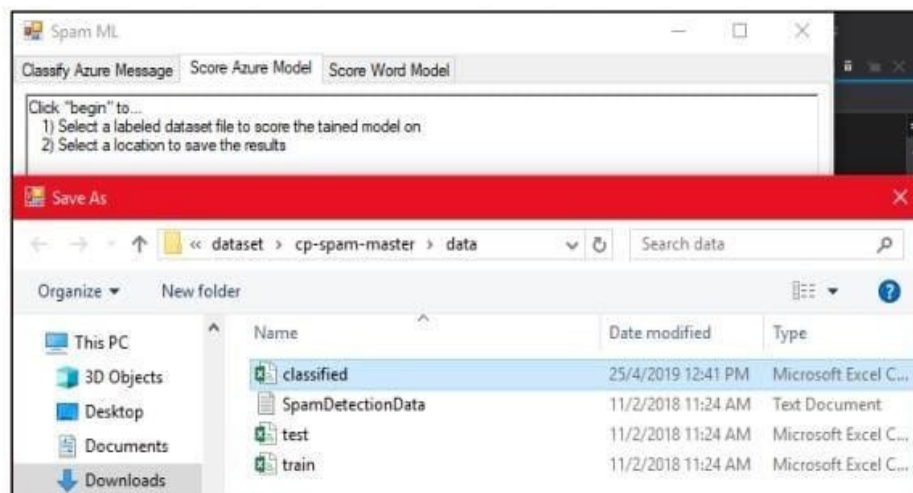 Spam ML
Classify Azure Message Score Azure Model Score Word Model
Click "begin" to...
1) Select a labeled dataset file to score the tained model on
2) Select a location to save the results
Save As
« dataset › cp-spam-master › data Search data
Organize New folder
Name Date modified Type
This PC
3D Objects
Desktop
Documents
Downloads
classified 25/4/2019 12:41 PM Microsoft Excel C...
SpamDetectionData 11/2/2018 11:24 AM Text Document
test 11/2/2018 11:24 AM Microsoft Excel C...
train 11/2/2018 11:24 AM Microsoft Excel C...